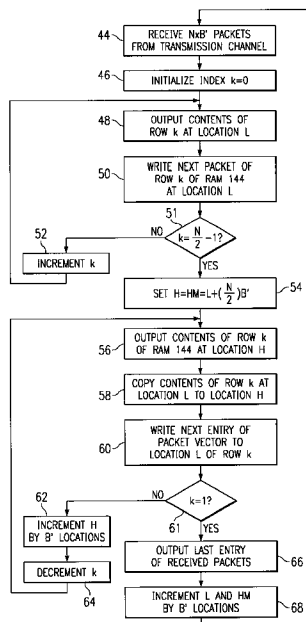 44
RECEIVE NxB' PACKETS
FROM TRANSMISSION CHANNEL
46
INITIALIZE INDEX k=0
48
OUTPUT CONTENTS OF
ROW k AT LOCATION L
50
WRITE NEXT PACKET OF
ROW k OF RAM 144
AT LOCATION L
51
52
NO
k= N/2 -1?
INCREMENT k
YES
SET H=HM=L+(N/2)B'
54
56
OUTPUT CONTENTS OF ROW k
OF RAM 144 AT LOCATION H
58
COPY CONTENTS OF ROW k AT
LOCATION L TO LOCATION H
60
WRITE NEXT ENTRY OF
PACKET VECTOR TO
LOCATION L OF ROW k
62
NO
k=1?
61
YES
INCREMENT H
BY B' LOCATIONS
DECREMENT k
64
OUTPUT LAST ENTRY
OF RECEIVED PACKETS
66
INCREMENT L AND HM
BY B' LOCATIONS
68